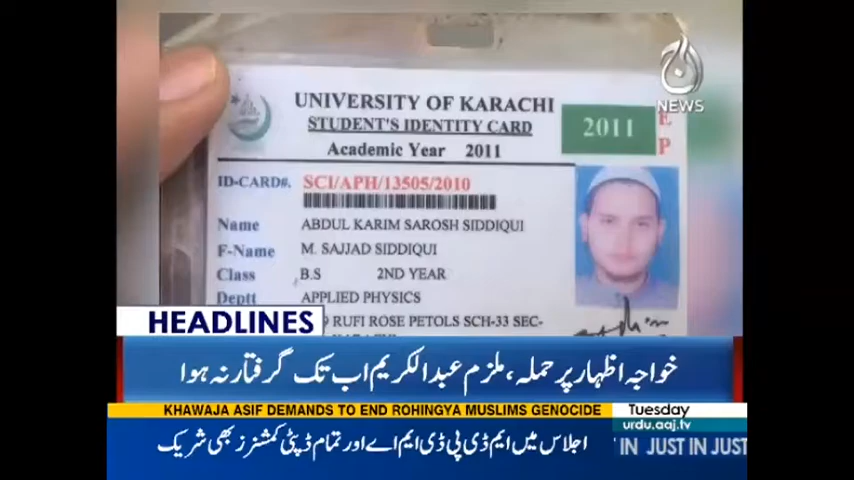 UNIVERSITY OF KARACHI
STUDENT'S IDENTITY CARD
Academic Year 2011
2011
E
P
NEWS
ID-CARD#. SCI/APH/13505/2010
Name ABDUL KARIM SAROSH SIDDIQUI
F-Name M. SAJJAD SIDDIQUI
Class B.S 2ND YEAR
Deptt APPLIED PHYSICS
9 RUFI ROSE PETOLS SCH-33 SEC-
HEADLINES
خواجہ اظہار پر حملہ، ملزم عبدالکریم اب تک گرفتار نہ ہوا
KHAWAJA ASIF DEMANDS TO END ROHINGYA MUSLIMS GENOCIDE
Tuesday
urdu.aaj.tv
اجلاس میں ایم ڈی پی ڈی ایم اے اور تمام ڈپٹی کمشنرز بھی شریک
IN JUST IN JUST